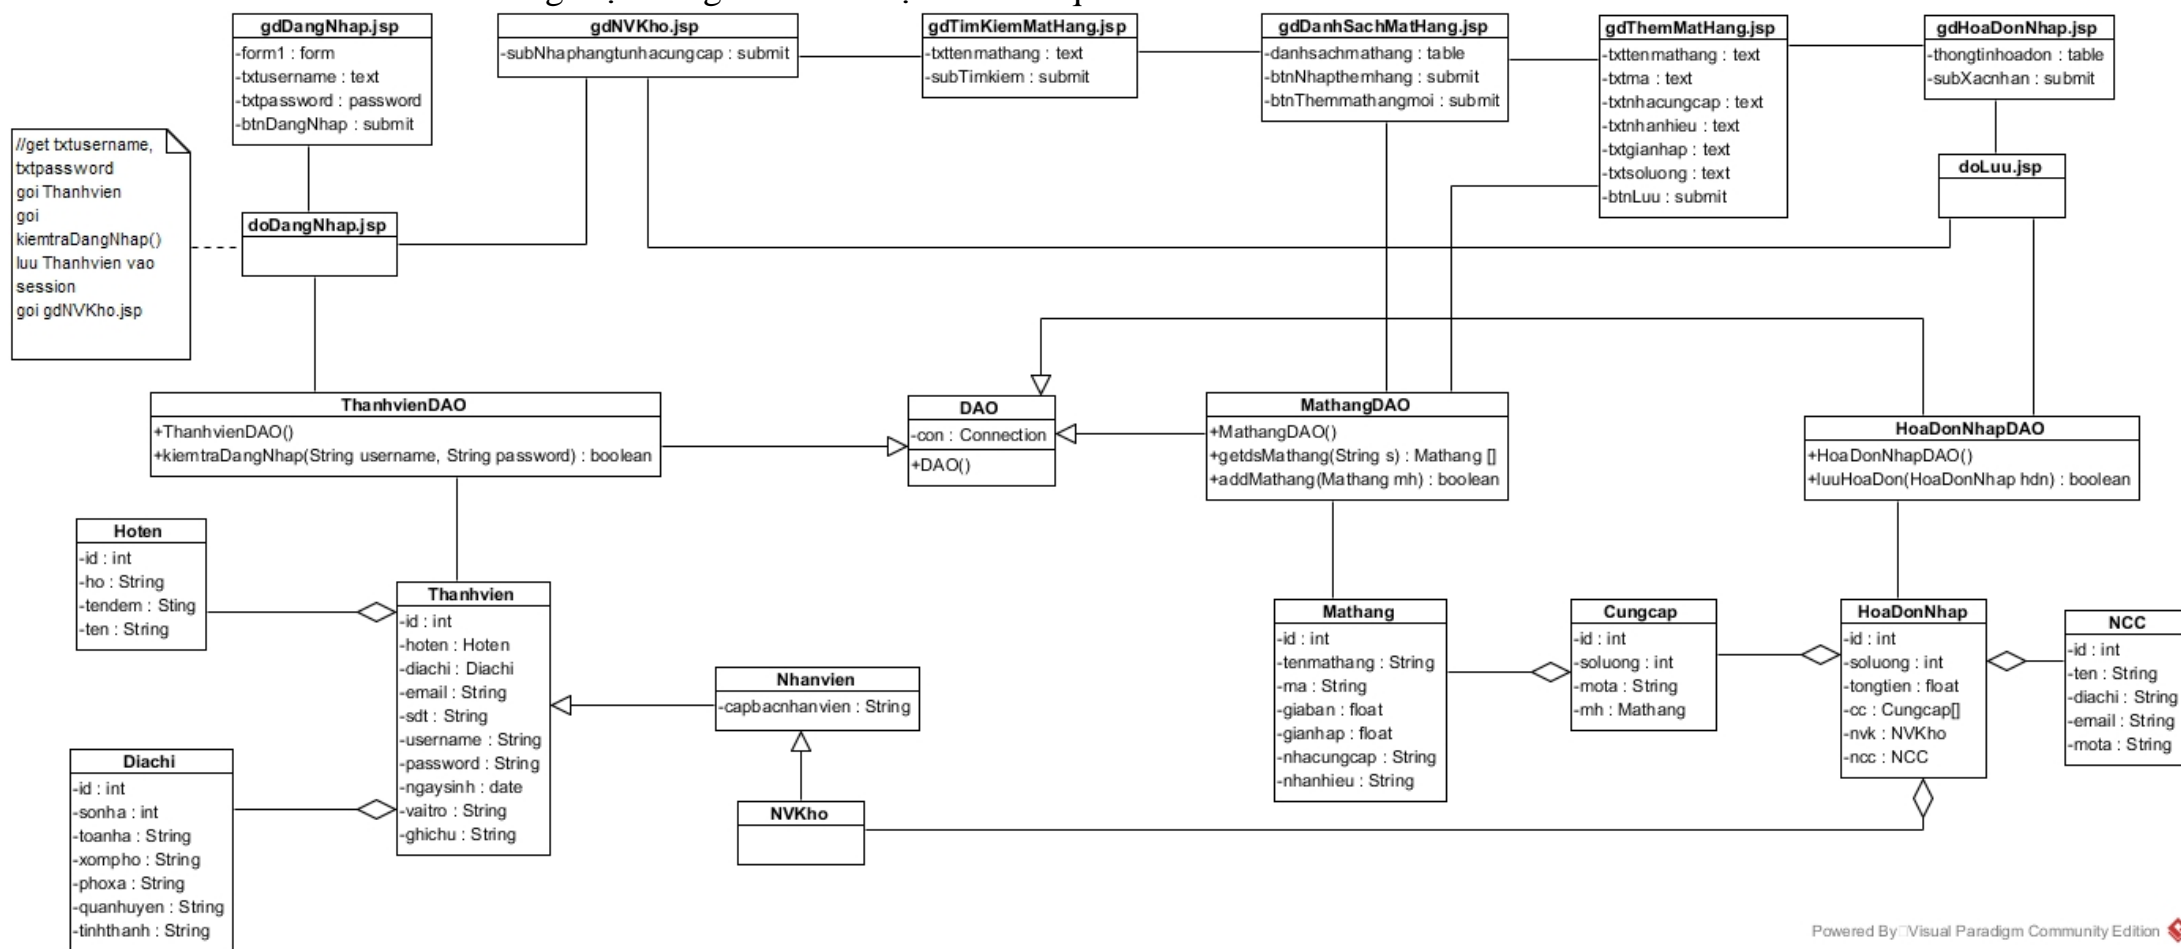 gdDangNhap.jsp
-form1 : form
-txtusername : text
-txtpassword : password
-btnDangNhap : submit
gdNVKho.jsp
-subNhaphangtunhacungcap : submit
gdTimKiemMatHang.jsp
-txttenmathang : text
-subTimkiem : submit
gdDanhSachMatHang.jsp
-danhsachmathang : table
-btnNhapthemhang : submit
-btnThemmathangmoi : submit
gdThemMatHang.jsp
-txttenmathang : text
-txtma : text
-txtnhacungcap : text
-txtnhanhieu : text
-txtgianhap : text
-txtsoluong : text
-btnLuu : submit
gdHoaDonNhap.jsp
-thongtinhoadon : table
-subXacnhan : submit
//get txtusername,
txtpassword
goi Thanhvien
goi
kiemtraDangNhap()
luu Thanhvien vao
session
goi gdNVKho.jsp
doDangNhap.jsp
doLuu.jsp
ThanhvienDAO
+ThanhvienDAO()
+kiemtraDangNhap(String username, String password) : boolean
DAO
-con : Connection
+DAO()
MathangDAO
+MathangDAO()
+getdsMathang(String s) : Mathang []
+addMathang(Mathang mh) : boolean
HoaDonNhapDAO
+HoaDonNhapDAO()
+luuHoaDon(HoaDonNhap hdn) : boolean
Hoten
-id : int
-ho : String
-tendem : Sting
-ten : String
Thanhvien
-id : int
-hoten : Hoten
-diachi : Diachi
-email : String
-sdt : String
-username : String
-password : String
-ngaysinh : date
-vaitro : String
-ghichu : String
Nhanvien
-capbacnhanvien : String
NVKho
Diachi
-id : int
-sonha : int
-toanha : String
-xompho : String
-phoxa : String
-quanhuyen : String
-tinhthanh : String
Mathang
-id : int
-tenmathang : String
-ma : String
-giaban : float
-gianhap : float
-nhacungcap : String
-nhanhieu : String
Cungcap
-id : int
-soluong : int
-mota : String
-mh : Mathang
HoaDonNhap
-id : int
-soluong : int
-tongtien : float
-cc : Cungcap[]
-nvk : NVKho
-ncc : NCC
NCC
-id : int
-ten : String
-diachi : String
-email : String
-mota : String
Powered By Visual Paradigm Community Edition